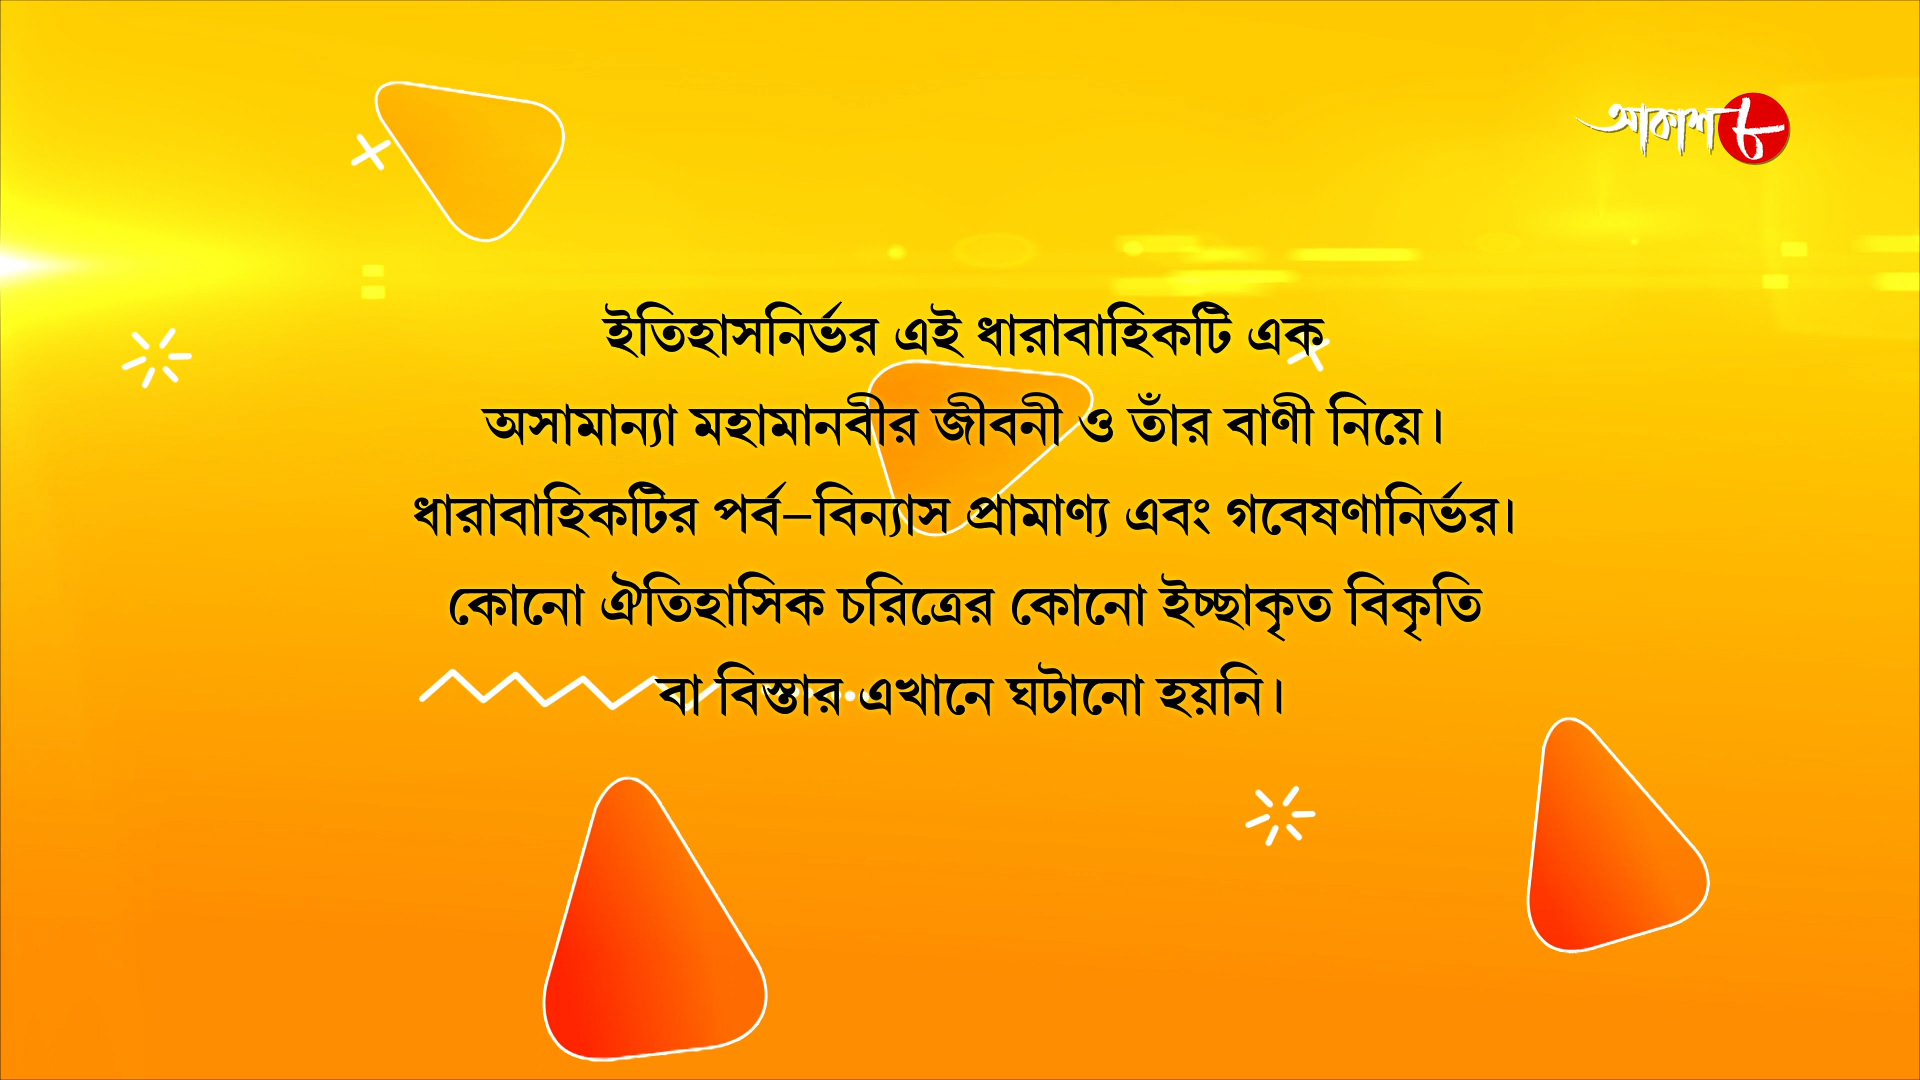 আকাশ ৮
ইতিহাসনির্ভর এই ধারাবাহিকটি এক
অসামান্যা মহামানবীর জীবনী ও তাঁর বাণী নিয়ে।
ধারাবাহিকটির পর্ব–বিন্যাস প্রামাণ্য এবং গবেষণানির্ভর।
কোনো ঐতিহাসিক চরিত্রের কোনো ইচ্ছাকৃত বিকৃতি
বা বিস্তার এখানে ঘটানো হয়নি।